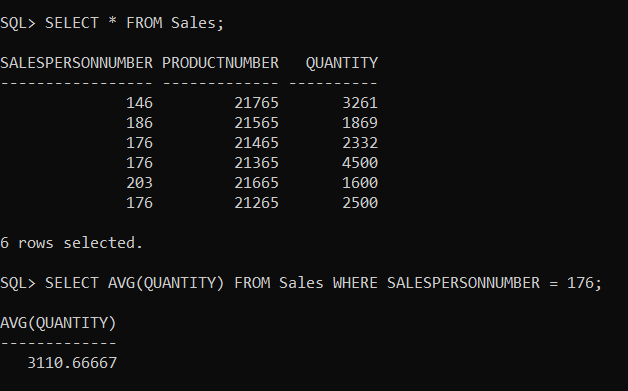 SQL> SELECT * FROM Sales;
SALESPERSONNUMBER PRODUCTNUMBER   QUANTITY
----------------- ------------- ----------
              146         21765       3261
              186         21565       1869
              176         21465       2332
              176         21365       4500
              203         21665       1600
              176         21265       2500
6 rows selected.
SQL> SELECT AVG(QUANTITY) FROM Sales WHERE SALESPERSONNUMBER = 176;
AVG(QUANTITY)
-------------
   3110.66667